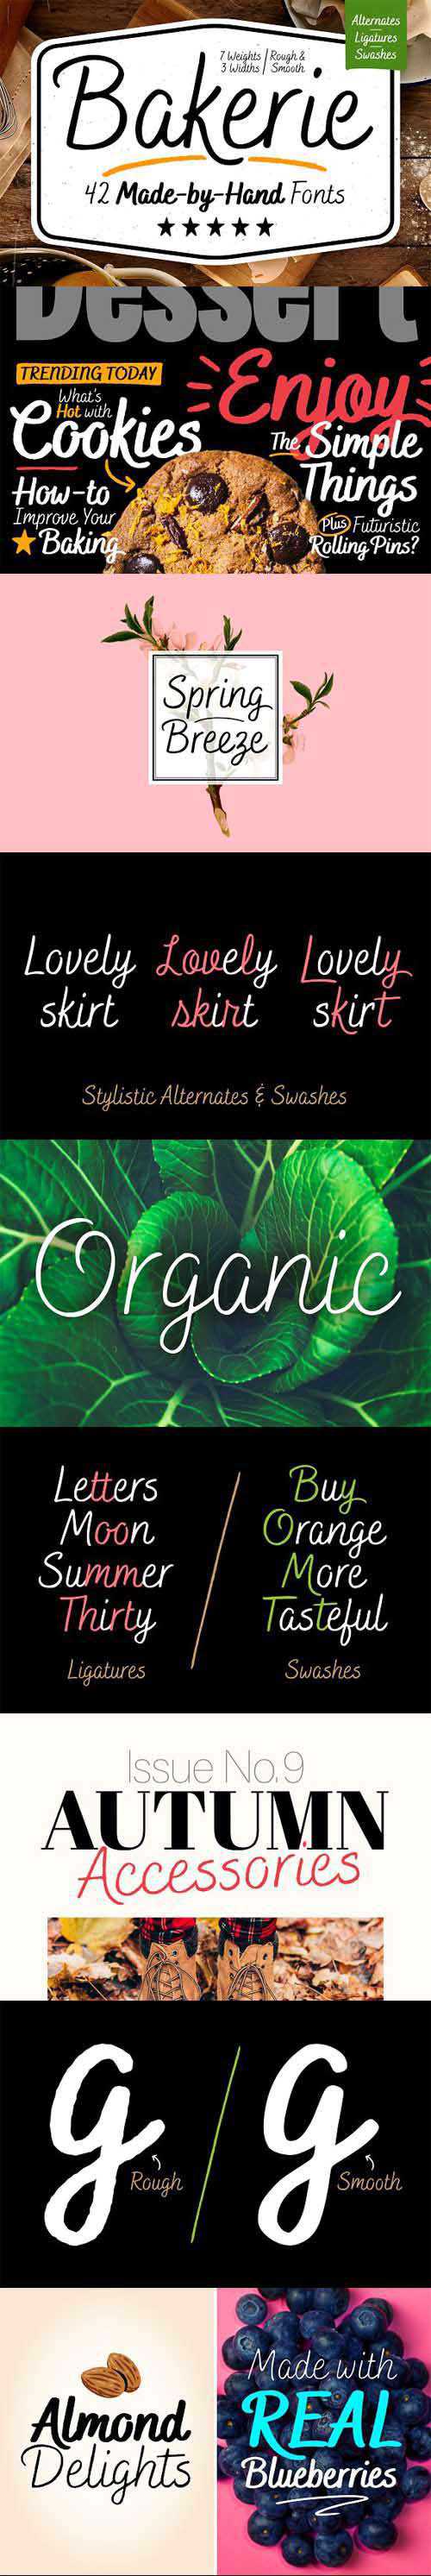 Alternates
Ligatures
Swashes
7 Weights | Rough &
3 Widths | Smooth
Bakerie
42 Made-by-Hand Fonts
Dessert
TRENDING TODAY
What's
Hot with
Cookies
How-to
Improve Your
Baking
Enjoy
The Simple
Things
Plus Futuristic
Rolling Pins?
Spring
Breeze
Lovely
skirt
Lovely
skirt
Lovely
skirt
Stylistic Alternates & Swashes
Organic
Letters
Moon
Summer
Thirty
Ligatures
Buy
Orange
More
Tasteful
Swashes
Issue No.9
AUTUMN
Accessories
g
Rough
g
Smooth
Almond
Delights
Made with
REAL
Blueberries